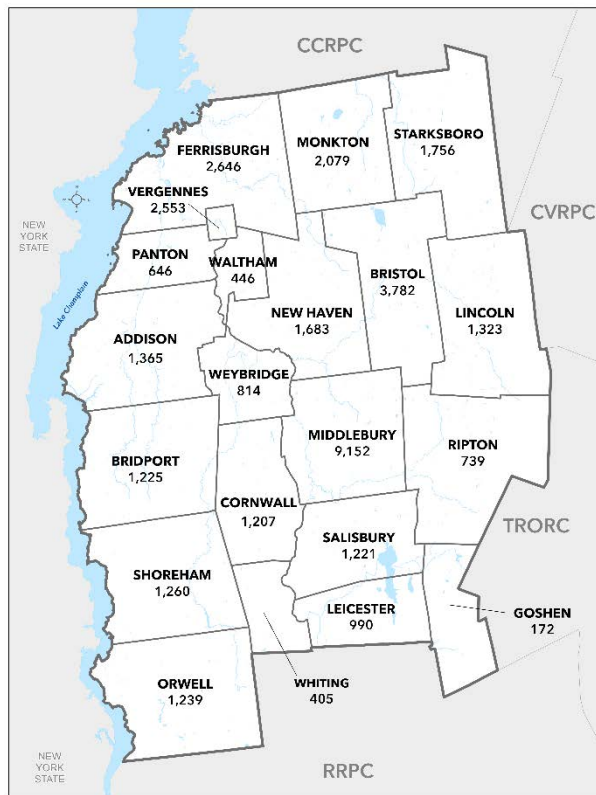 CCRPC
STARKSBORO
1,756
MONKTON
2,079
FERRISBURGH
2,646
VERGENNES
2,553
CVRPC
NEW
YORK
STATE
PANTON
646
WALTHAM
446
BRISTOL
3,782
NEW HAVEN
1,683
LINCOLN
1,323
Lake Champlain
ADDISON
1,365
WEYBRIDGE
814
MIDDLEBURY
9,152
RIPTON
739
BRIDPORT
1,225
CORNWALL
1,207
TRORC
SALISBURY
1,221
SHOREHAM
1,260
LEICESTER
990
GOSHEN
172
WHITING
405
ORWELL
1,239
NEW
YORK
STATE
RRPC